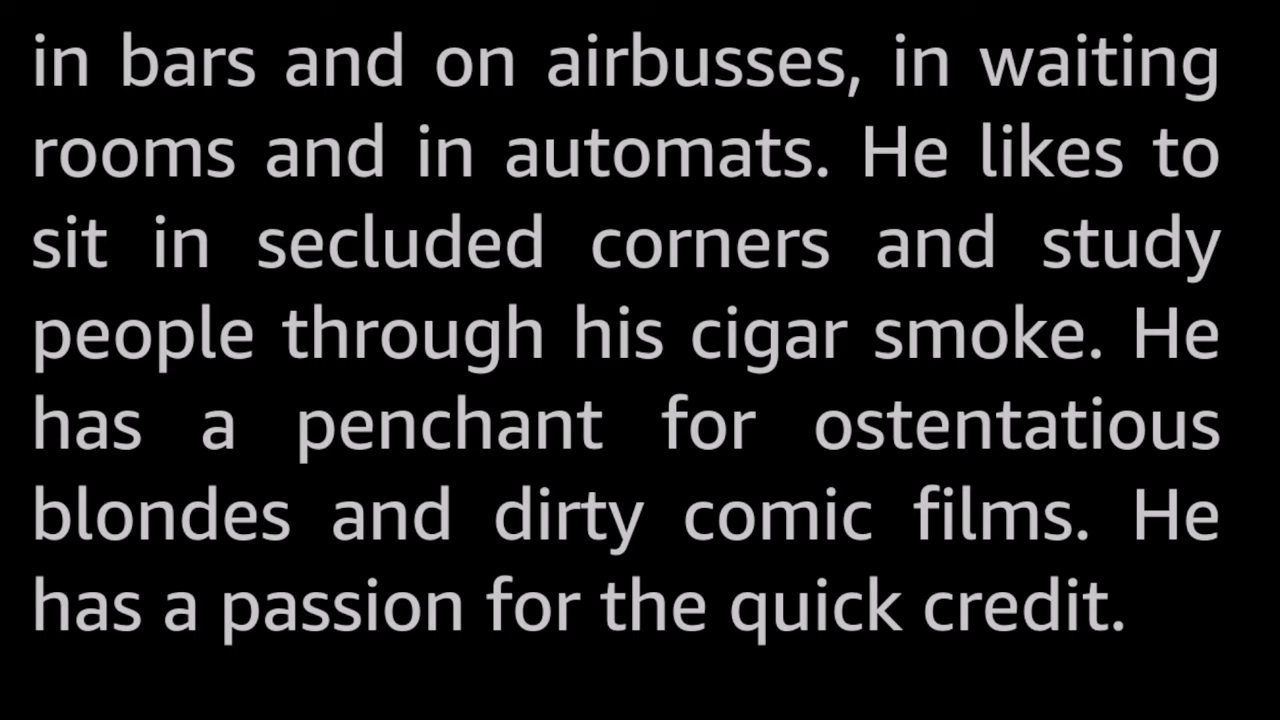 in bars and on airbusses, in waiting
rooms and in automats. He likes to
sit in secluded corners and study
people through his cigar smoke. He
has a penchant for ostentatious
blondes and dirty comic films. He
has a passion for the quick credit.